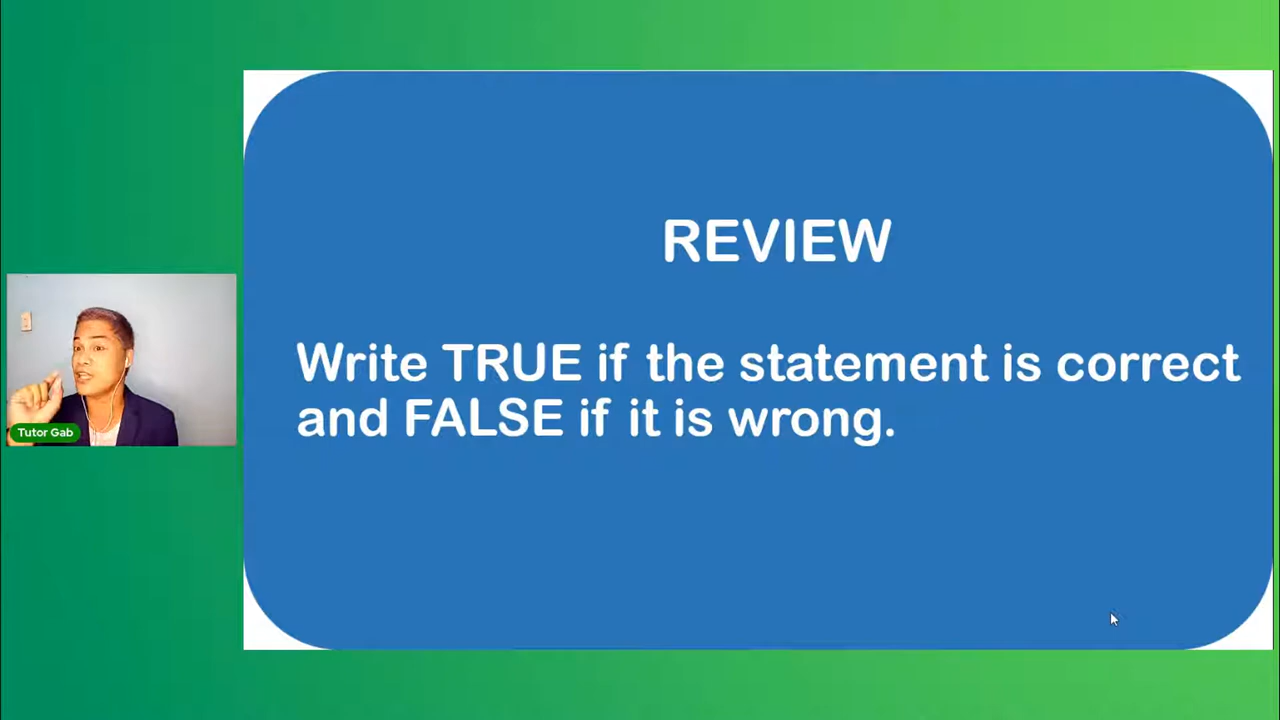 REVIEW
Write TRUE if the statement is correct
and FALSE if it is wrong.
Tutor Gab